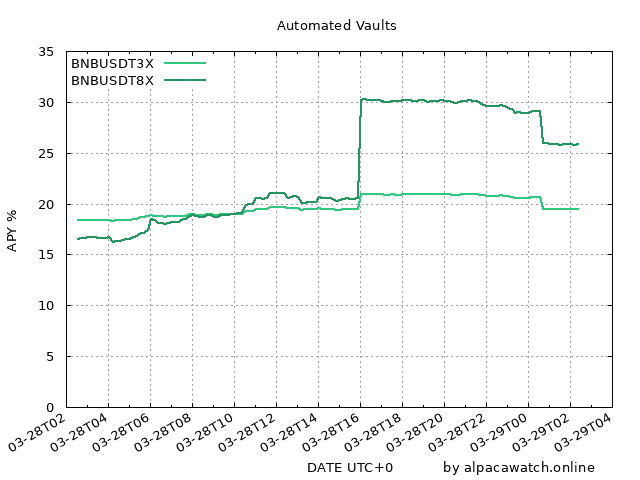 Automated Vaults
35
30
25
20
15
10
5
0
APY %
BNBUSDT3X
BNBUSDT8X
03-28T02
03-28T04
03-28T06
03-28T08
03-28T10
03-28T12
03-28T14
03-28T16
03-28T18
03-28T20
03-28T22
03-29T00
03-29T02
03-29T04
DATE UTC+0
by alpacawatch.online